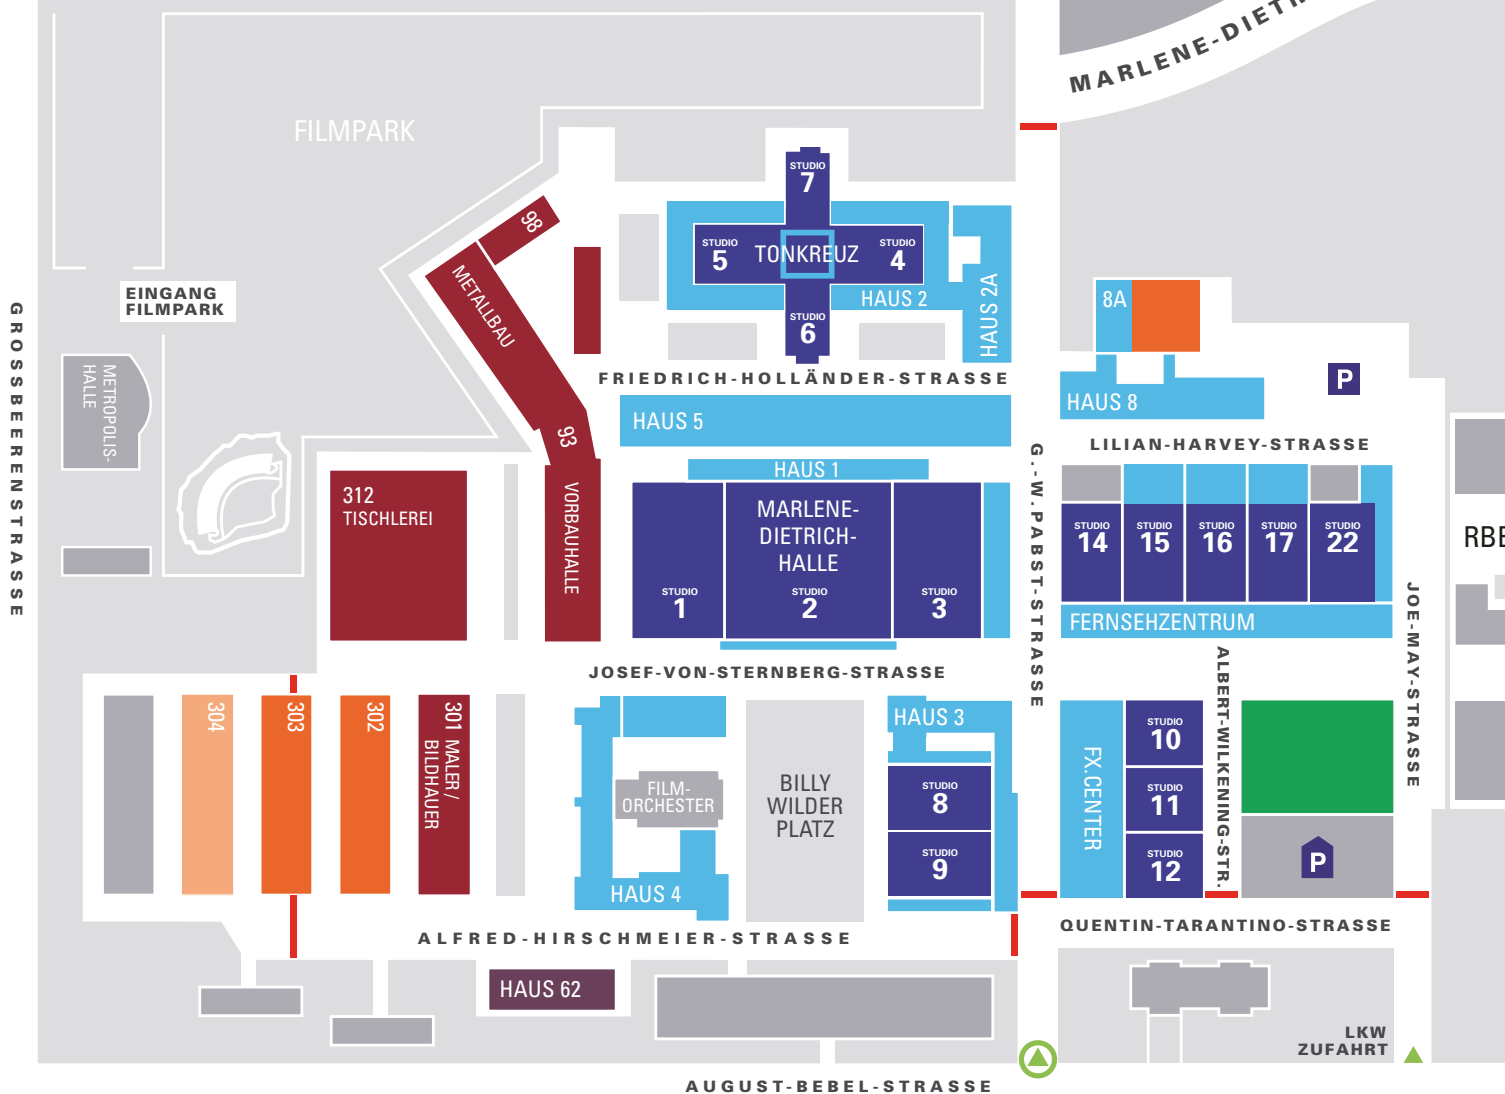 MARLENE-DIETR
FILMPARK
EINGANG
FILMPARK
GROSSBEERENSTRASSE
METROPOLIS-
HALLE
98
METALLBAU
93
VORBAUHALLE
312
TISCHLEREI
STUDIO
7
STUDIO
5
TONKREUZ
STUDIO
4
HAUS 2
HAUS 2A
STUDIO
6
FRIEDRICH-HOLLÄNDER-STRASSE
HAUS 5
HAUS 1
MARLENE-
DIETRICH-
HALLE
STUDIO
1
STUDIO
2
STUDIO
3
JOSEF-VON-STERNBERG-STRASSE
G.-W.PABST-STRASSE
8A
P
HAUS 8
LILIAN-HARVEY-STRASSE
STUDIO
14
STUDIO
15
STUDIO
16
STUDIO
17
STUDIO
22
FERNSEHZENTRUM
RBB
JOE-MAY-STRASSE
ALBERT-WILKENING-STR.
304
303
302
301 MALER/
BILDHAUER
FILM-
ORCHESTER
HAUS 4
BILLY
WILDER
PLATZ
HAUS 3
STUDIO
8
STUDIO
9
FX.CENTER
STUDIO
10
STUDIO
11
STUDIO
12
P
ALFRED-HIRSCHMEIER-STRASSE
QUENTIN-TARANTINO-STRASSE
HAUS 62
LKW
ZUFAHRT
AUGUST-BEBEL-STRASSE